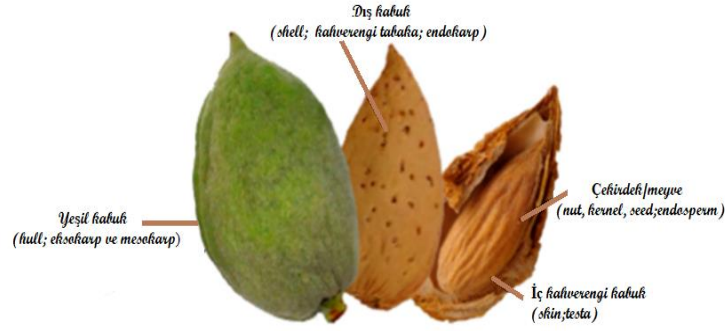 Dış kabuk
(shell; kahverengi tabaka; endokarp )
Yeşil kabuk
(hull; eksokarp ve mesokarp)
Çekirdek/meyve
(nut, kernel, seed;endosperm)
İç kahverengi kabuk
(skin;testa)